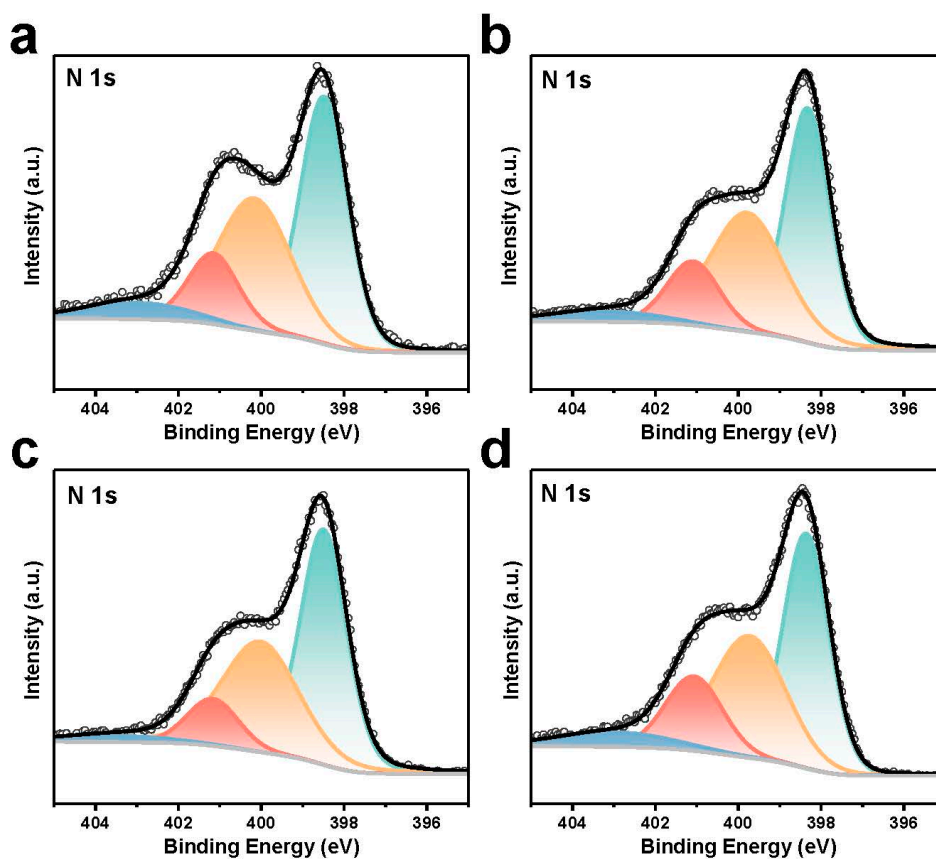 a
N 1s
Intensity (a.u.)
404 402 400 398 396
Binding Energy (eV)
b
N 1s
Intensity (a.u.)
404 402 400 398 396
Binding Energy (eV)
c
N 1s
Intensity (a.u.)
404 402 400 398 396
Binding Energy (eV)
d
N 1s
Intensity (a.u.)
404 402 400 398 396
Binding Energy (eV)